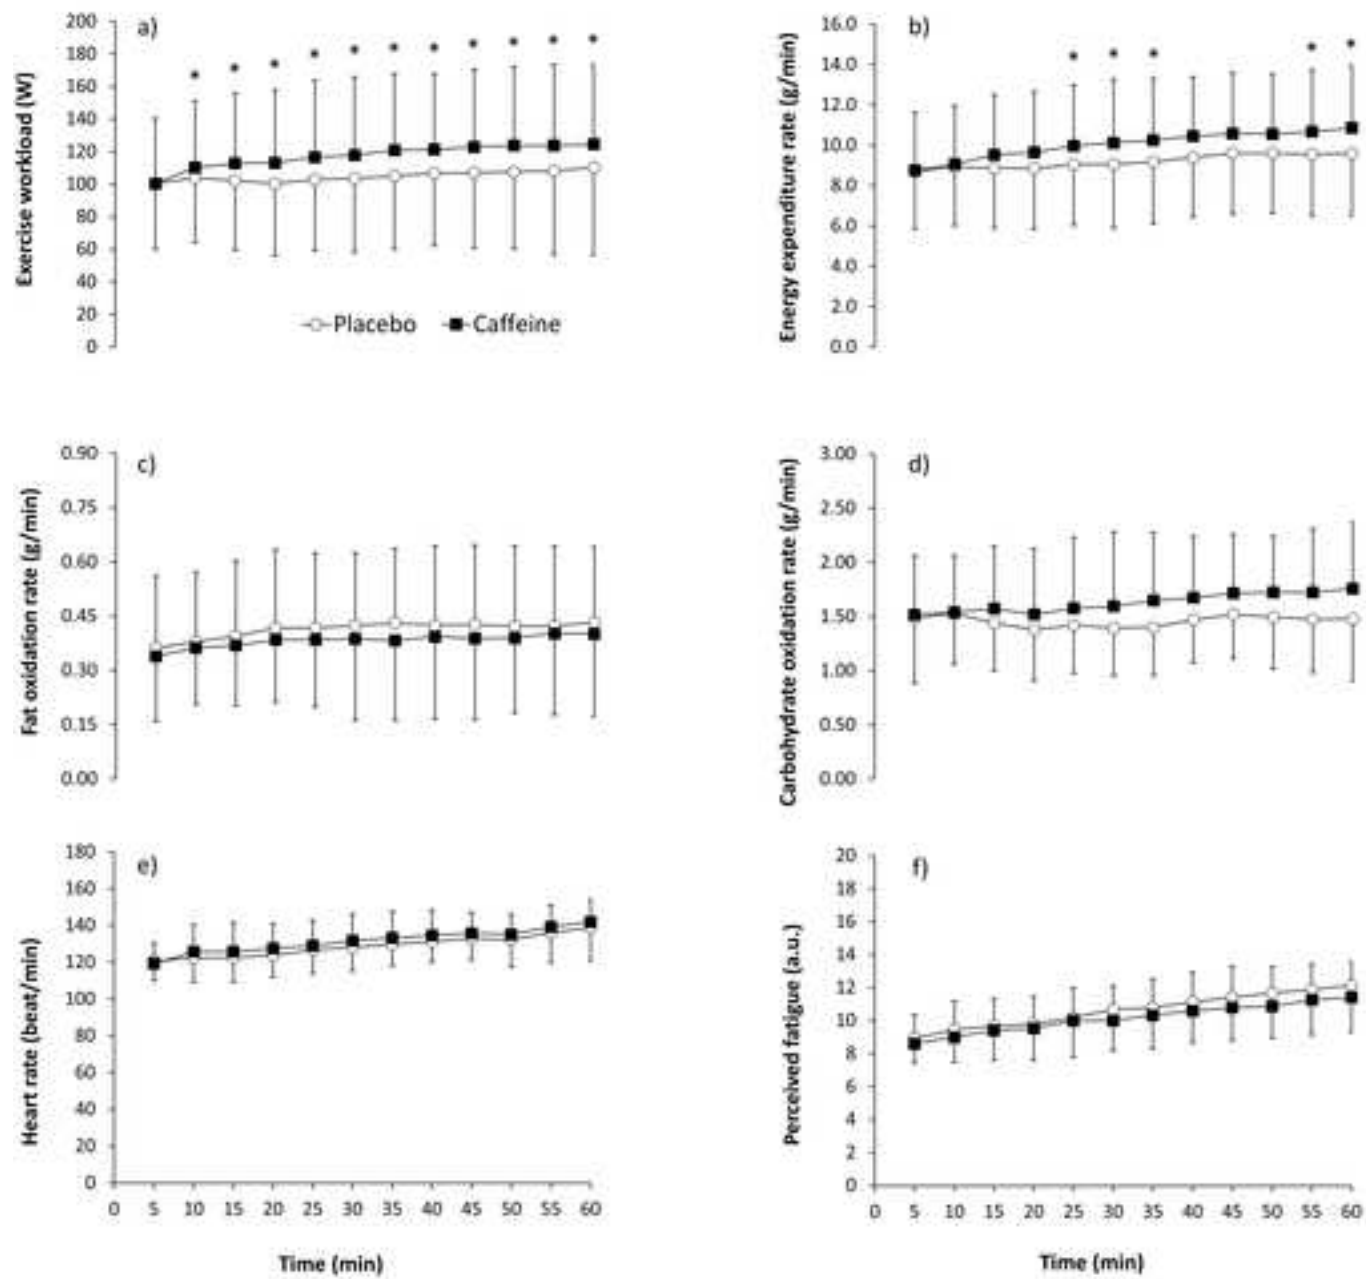 a)
Exercise workload (W)
200
180
160
140
120
100
80
60
40
20
0
* * * * * * * * * * *
Placebo Caffeine
b)
Energy expenditure rate (g/min)
16.0
14.0
12.0
10.0
8.0
6.0
4.0
2.0
0.0
* * * * *
c)
Fat oxidation rate (g/min)
0.90
0.75
0.60
0.45
0.30
0.15
0.00
d)
Carbohydrate oxidation rate (g/min)
3.00
2.50
2.00
1.50
1.00
0.50
0.00
e)
Heart rate (beat/min)
180
160
140
120
100
80
60
40
20
0
0 5 10 15 20 25 30 35 40 45 50 55 60
Time (min)
f)
Perceived fatigue (a.u.)
20
18
16
14
12
10
8
6
4
2
0
0 5 10 15 20 25 30 35 40 45 50 55 60
Time (min)